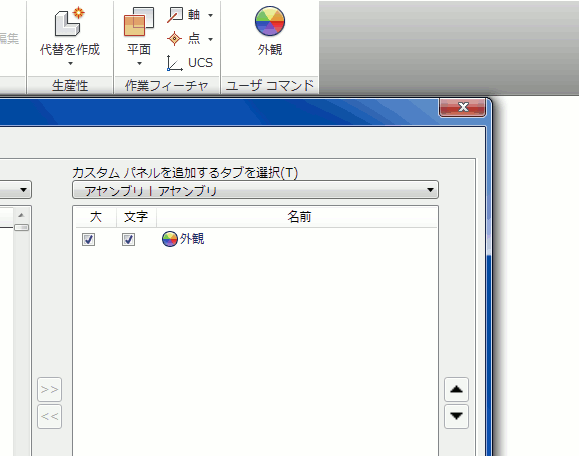 編集
代替を作成
生産性
平面
軸
点
UCS
作業フィーチャ
外観
ユーザ コマンド
カスタム パネルを追加するタブを選択(T)
アセンブリ | アセンブリ
大 文字 名前
外観
>>
<<